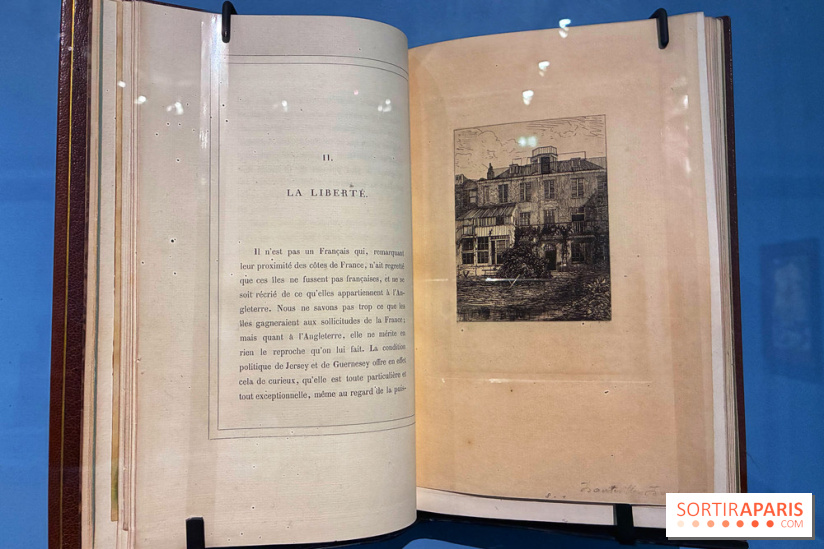 II.
LA LIBERTÉ.
Il n'est pas un Français qui, remarquant
leur proximité des côtes de France, n'ait regretté
que ces îles ne fussent pas françaises, et ne se
soit récrié de ce qu'elles appartiennent à l'An-
gleterre. Nous ne savons pas trop ce que les
îles gagneraient aux sollicitudes de la France;
mais quant à l'Angleterre, elle ne mérite en
rien le reproche qu'on lui fait. La condition
politique de Jersey et de Guernesey offre en effet
cela de curieux, qu'elle est toute particulière et
tout exceptionnelle, même au regard de la puis-
SORTIRAPARIS
.COM